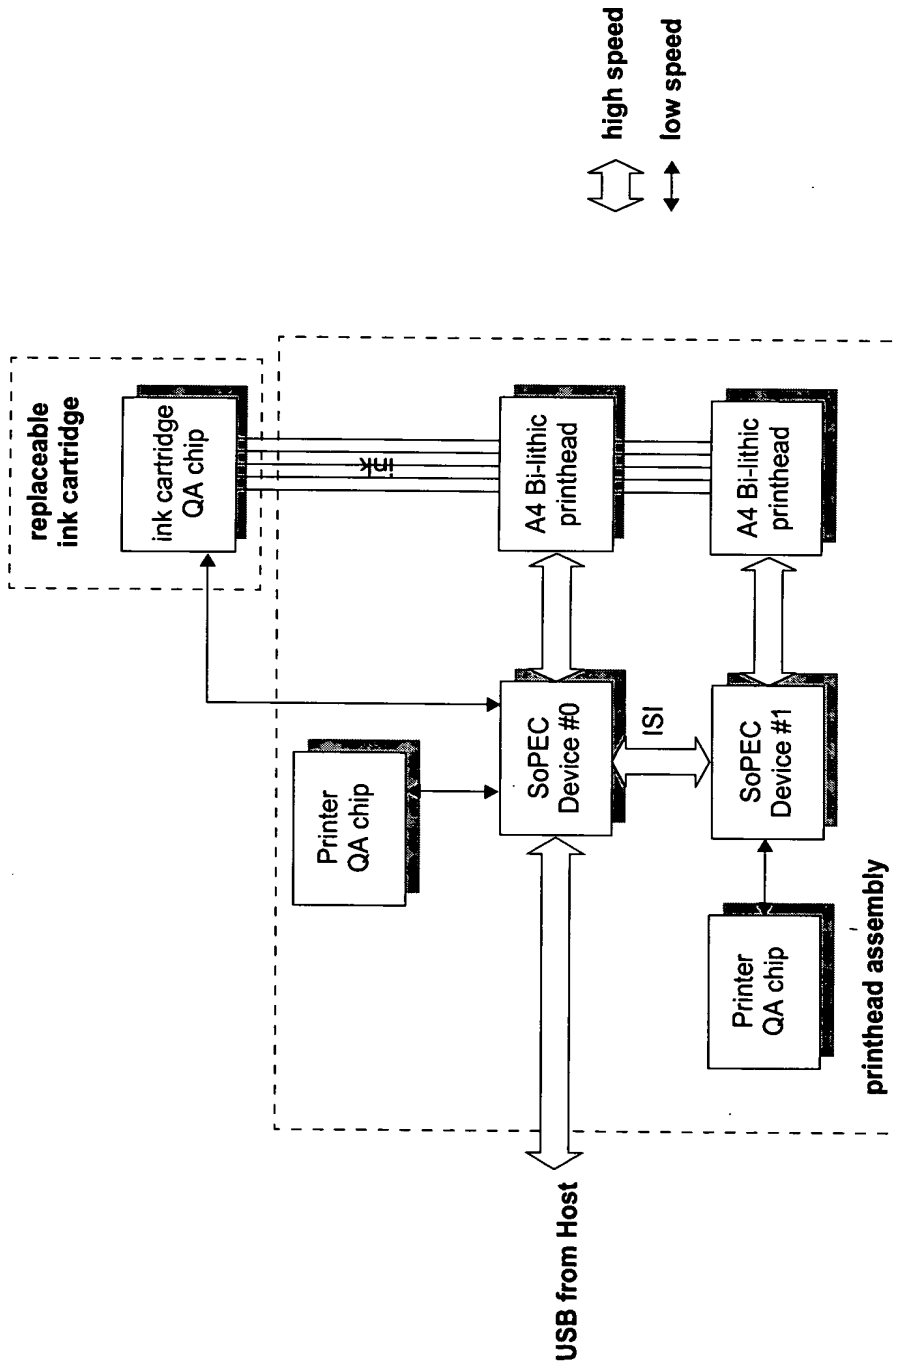 replaceable
ink cartridge
ink cartridge
QA chip
ink
Printer
QA chip
USB from Host
SoPEC
Device #0
A4 Bi-lithic
printhead
ISI
Printer
QA chip
SoPEC
Device #1
A4 Bi-lithic
printhead
printhead assembly
high speed
low speed